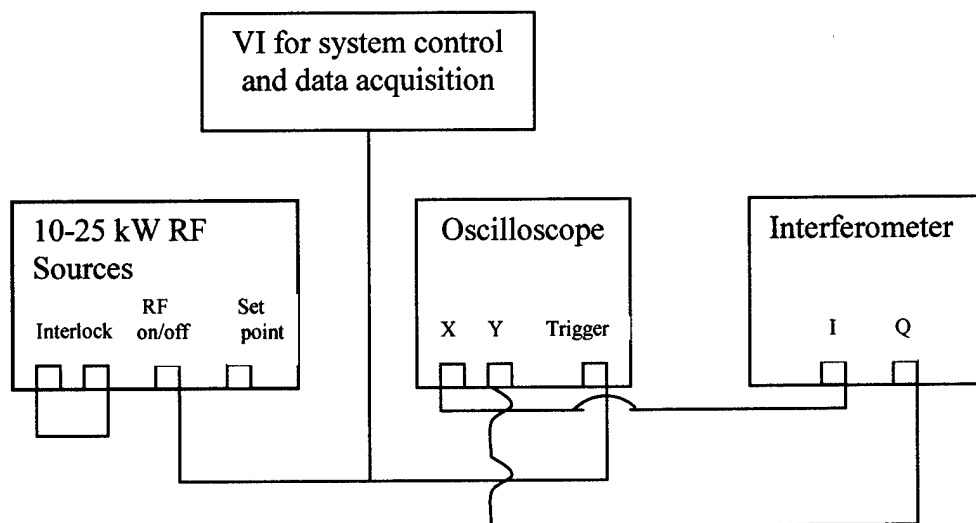 VI for system control
and data acquisition
10-25 kW RF
Sources
Interlock
RF
on/off
Set
point
Oscilloscope
X Y Trigger
Interferometer
I Q